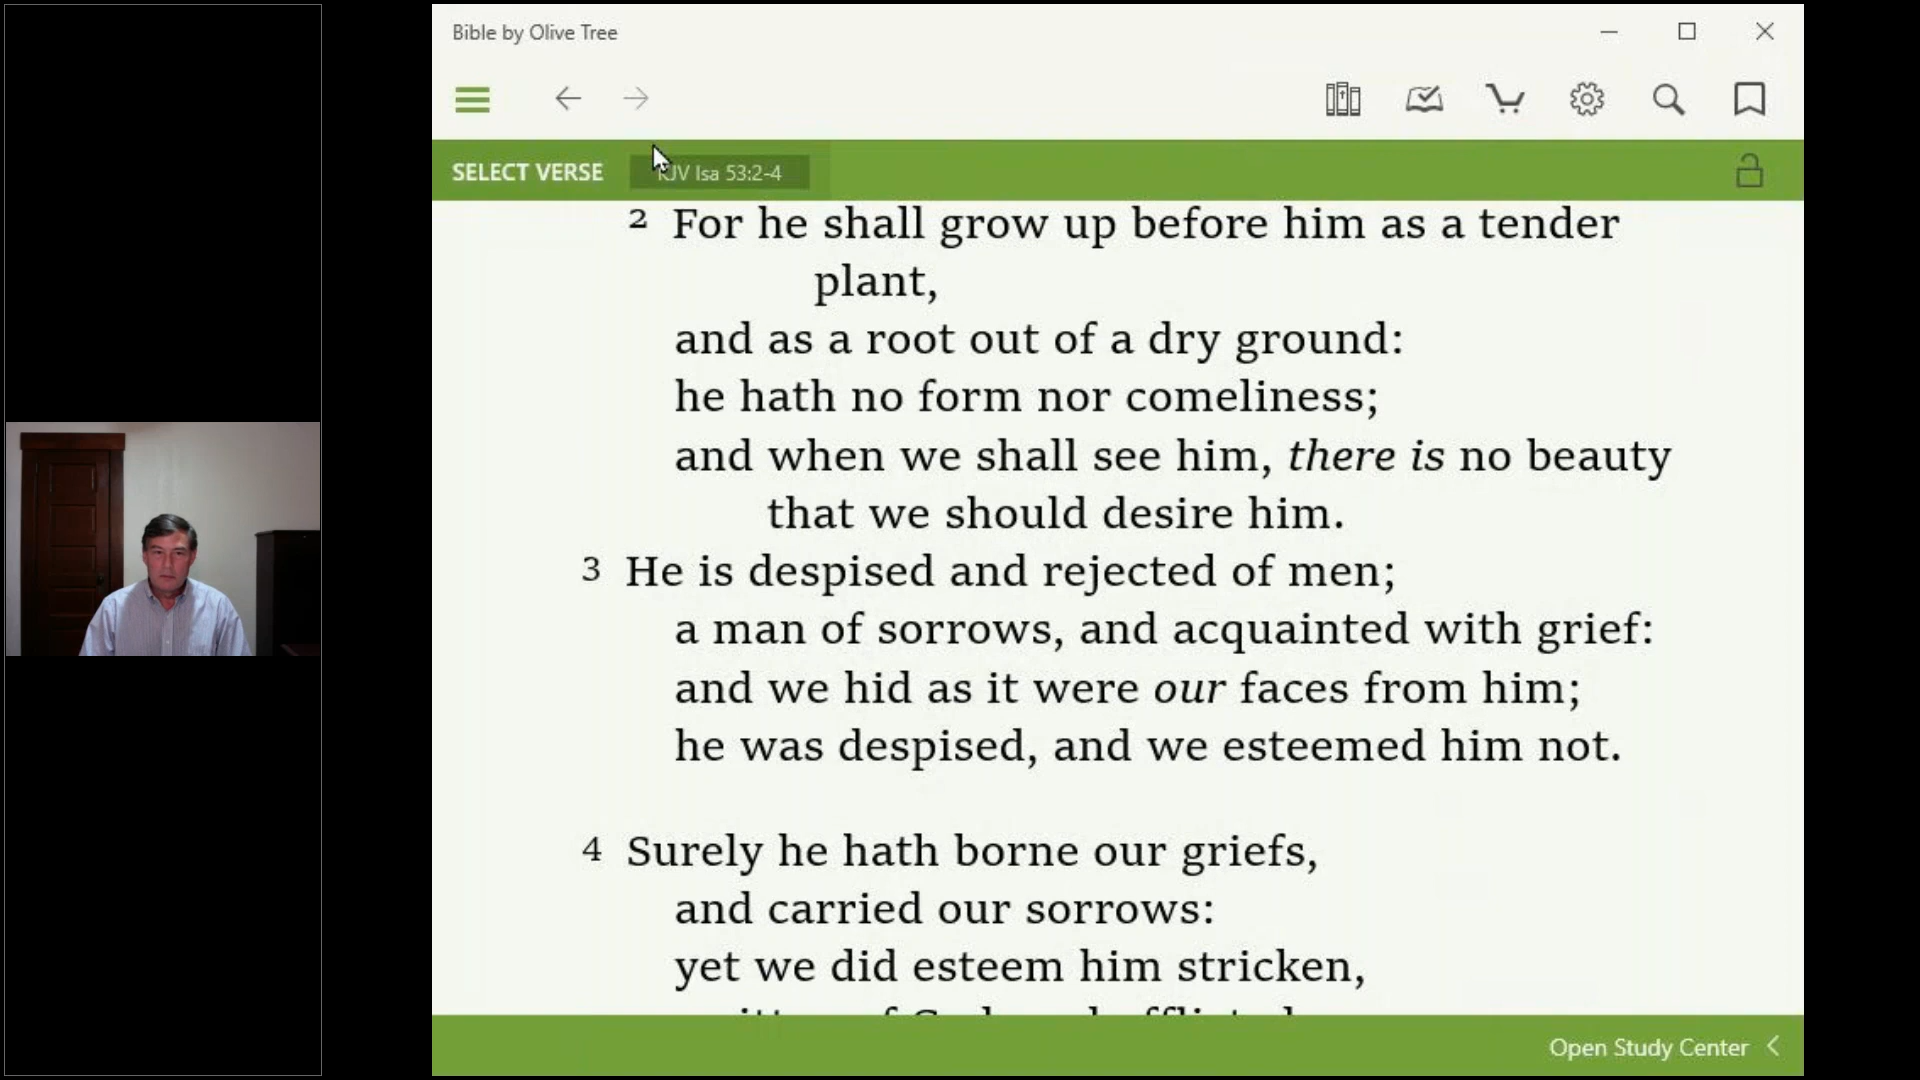 Bible by Olive Tree
SELECT VERSE
KJV Isa 53:2-4
2 For he shall grow up before him as a tender
plant,
and as a root out of a dry ground:
he hath no form nor comeliness;
and when we shall see him, there is no beauty
that we should desire him.
3 He is despised and rejected of men;
a man of sorrows, and acquainted with grief:
and we hid as it were our faces from him;
he was despised, and we esteemed him not.
4 Surely he hath borne our griefs,
and carried our sorrows:
yet we did esteem him stricken,
Open Study Center